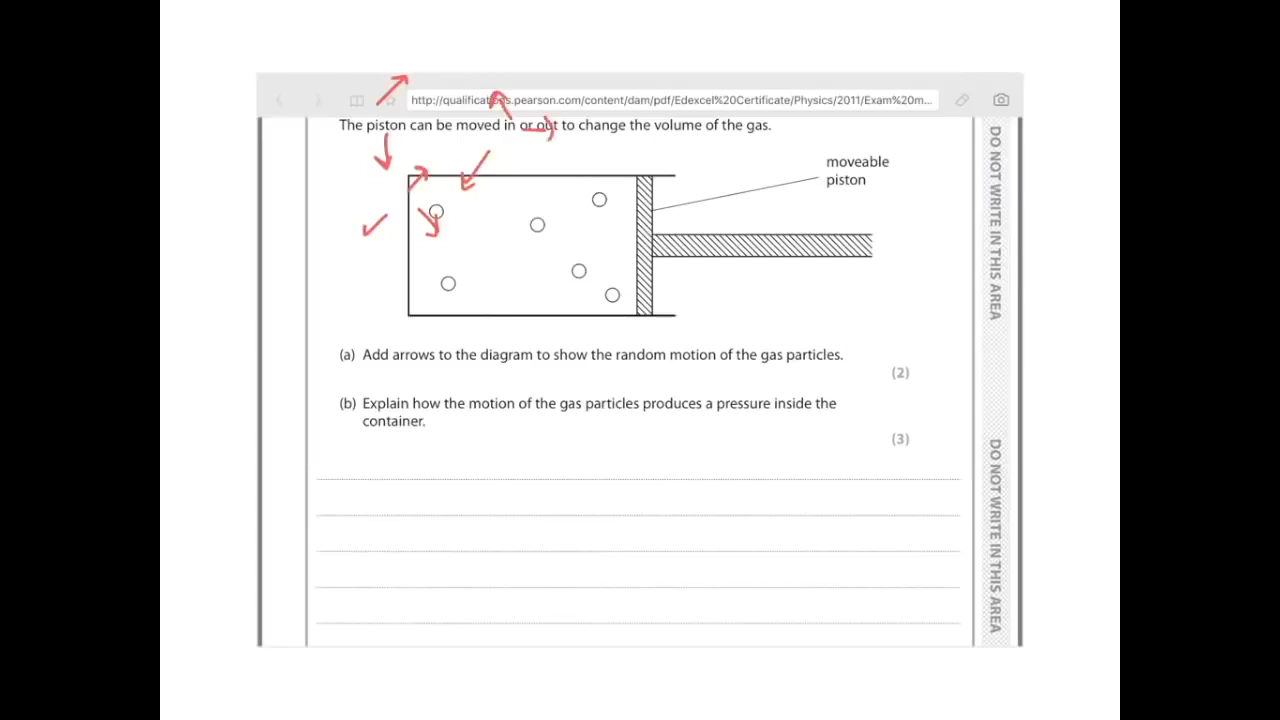 http://qualifications.pearson.com/content/dam/pdf/Edexcel%20Certificate/Physics/2011/Exam%20m...
The piston can be moved in or out to change the volume of the gas.
moveable
piston
(a) Add arrows to the diagram to show the random motion of the gas particles.
(2)
(b) Explain how the motion of the gas particles produces a pressure inside the
container.
(3)
DO NOT WRITE IN THIS AREA
DO NOT WRITE IN THIS AREA